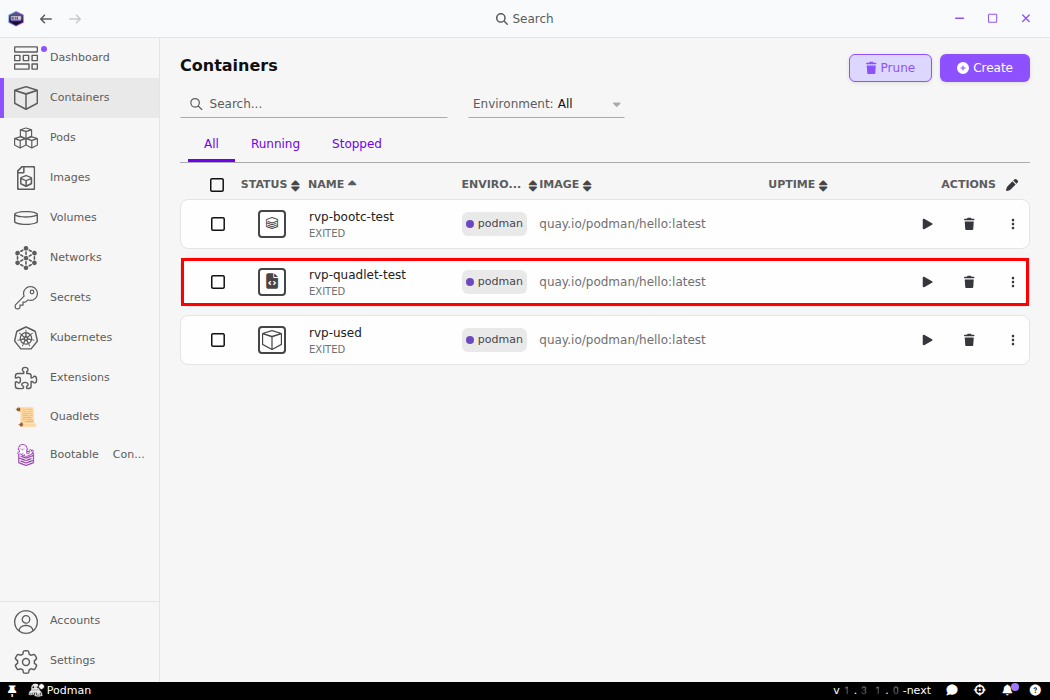 Search
Dashboard
Containers
Pods
Images
Volumes
Networks
Secrets
Kubernetes
Extensions
Quadlets
Bootable Con...
Accounts
Settings
Containers
Prune
Create
Search...
Environment: All
All Running Stopped
STATUS NAME ENVIRO... IMAGE UPTIME ACTIONS
rvp-bootc-test
EXITED
podman
quay.io/podman/hello:latest
rvp-quadlet-test
EXITED
podman
quay.io/podman/hello:latest
rvp-used
EXITED
podman
quay.io/podman/hello:latest
Podman
v1.31.0-next